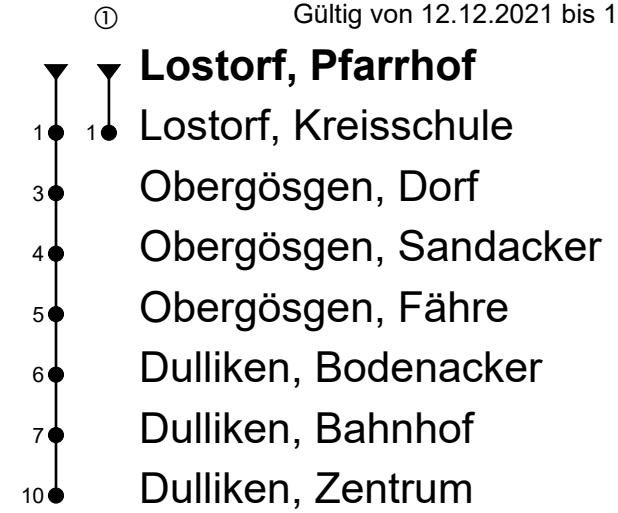 ① Gültig von 12.12.2021 bis 1
Lostorf, Pfarrhof
1 1 Lostorf, Kreisschule
3 Obergösgen, Dorf
4 Obergösgen, Sandacker
5 Obergösgen, Fähre
6 Dulliken, Bodenacker
7 Dulliken, Bahnhof
10 Dulliken, Zentrum